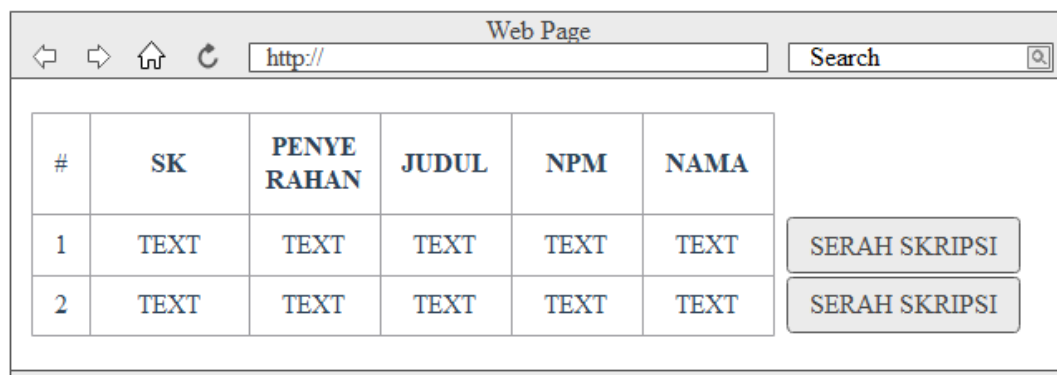 Web Page
http:// Search
# SK PENYE RAHAN JUDUL NPM NAMA
1 TEXT TEXT TEXT TEXT TEXT SERAH SKRIPSI
2 TEXT TEXT TEXT TEXT TEXT SERAH SKRIPSI